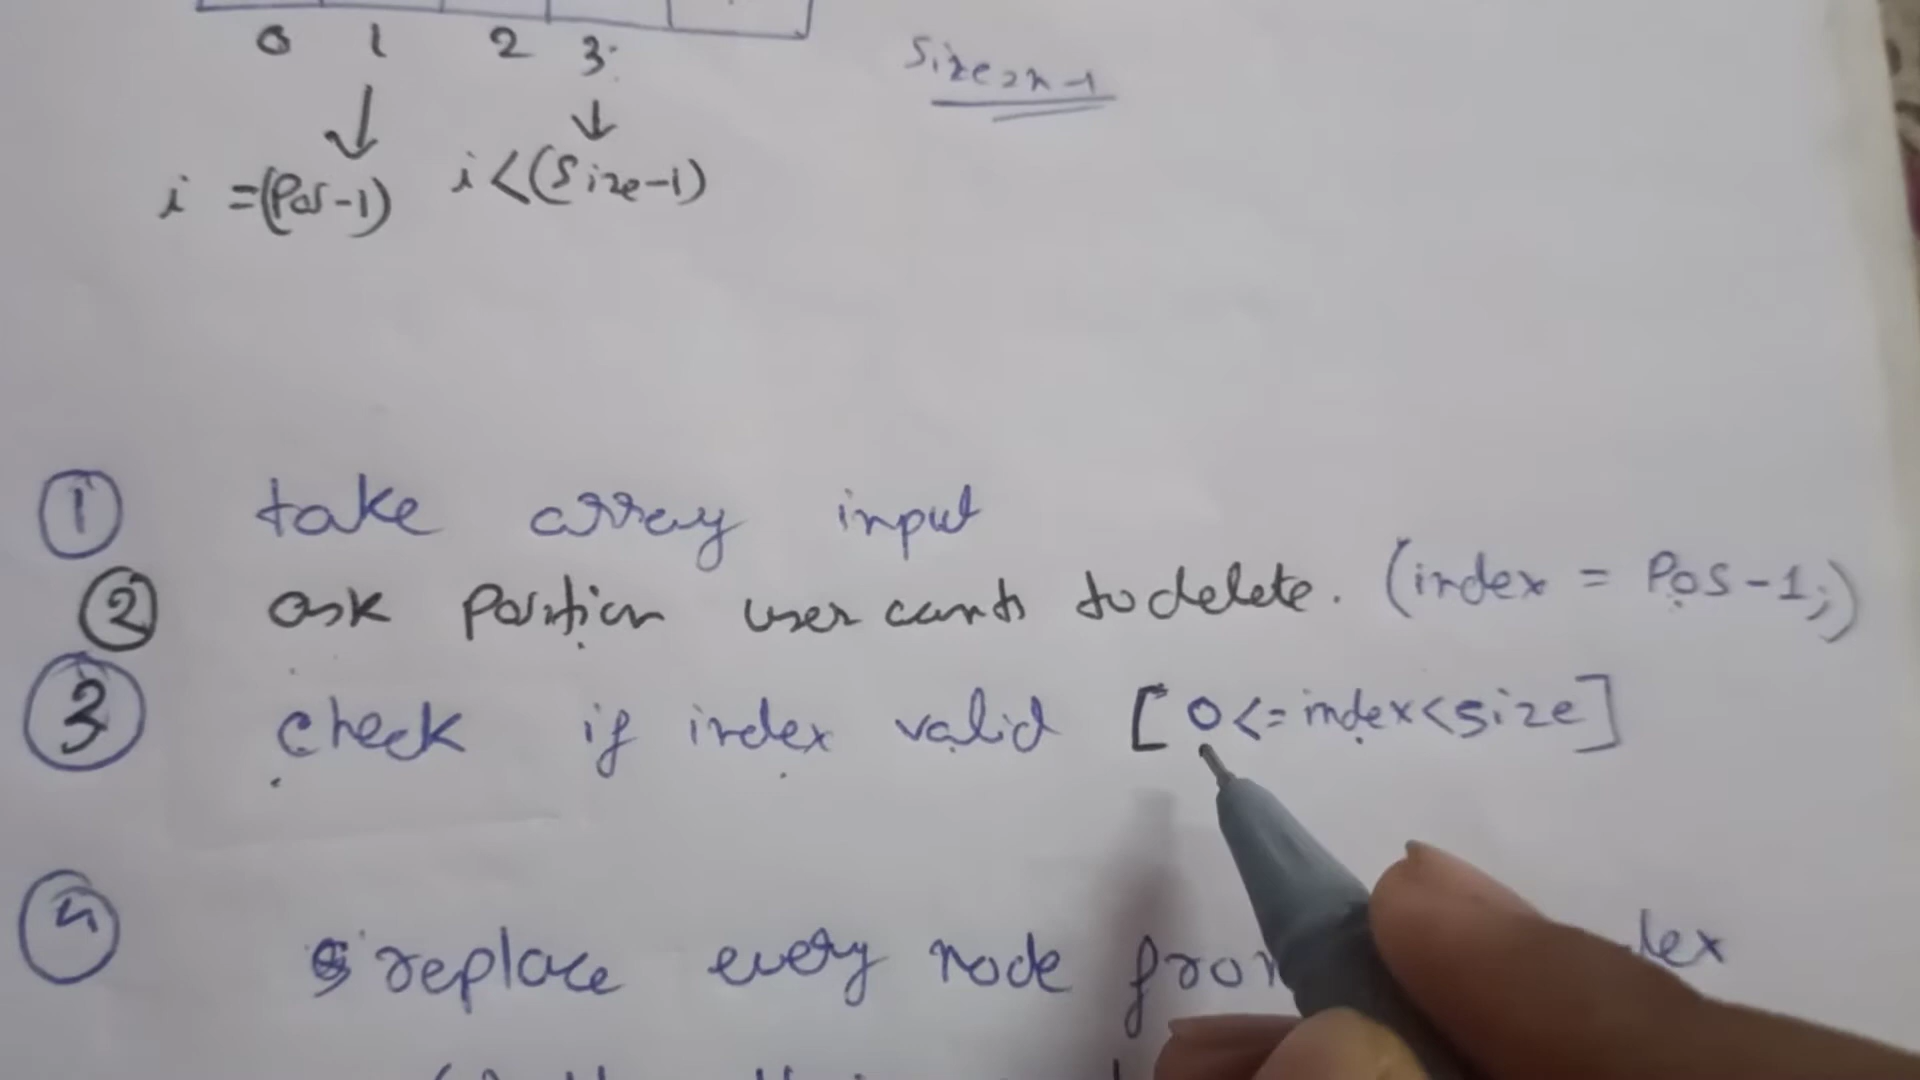 0 1 2 3
Size=n-1
i =(Pos-1) i<(Size-1)
① take array input
② ask Position user wants to delete. (index = Pos-1;)
③ check if index valid [0<=index<size]
④ replace every node from